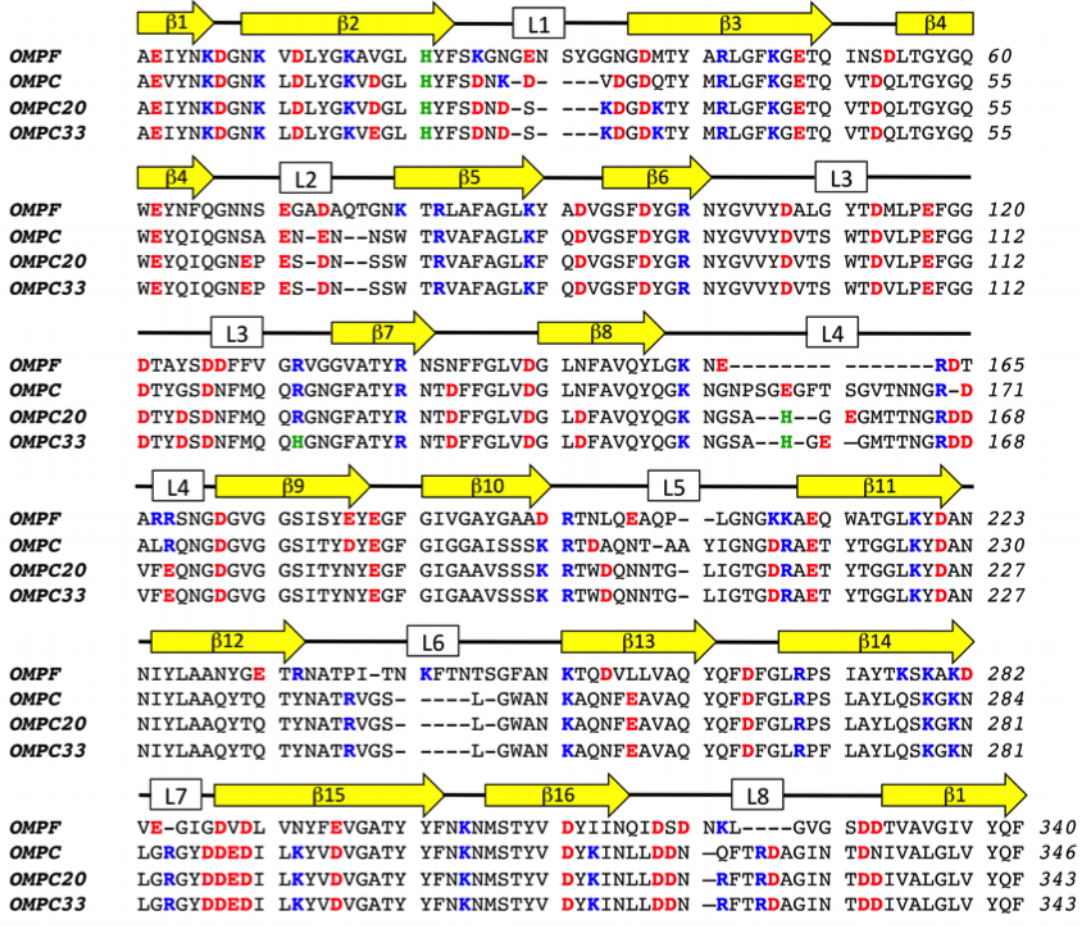 β1 β2 L1 β3 β4
OMPF AEIYNKDGNK VDLYGKAVGL HYFSKGNGEN SYGGNGDMTY ARLGFKGETQ INSDLTGYGQ 60
OMPC AEVYNKDGNK LDLYGKVDGL HYFSDNK-D- ---VDGDQTY MRLGFKGETQ VTDQLTGYGQ 55
OMPC20 AEIYNKDGNK LDLYGKVDGL HYFSDND-S- ---KDGDKTY MRLGFKGETQ VTDQLTGYGQ 55
OMPC33 AEIYNKDGNK LDLYGKVEGL HYFSDND-S- ---KDGDKTY MRLGFKGETQ VTDQLTGYGQ 55
β4 L2 β5 β6 L3
OMPF WEYNFQGNNS EGADAQTGNK TRLAFAGLKY ADVGSFDYGR NYGVVYDALG YTDMLPEFGG 120
OMPC WEYQIQGNSA EN-EN--NSW TRVAFAGLKF QDVGSFDYGR NYGVVYDVTS WTDVLPEFGG 112
OMPC20 WEYQIQGNEP ES-DN--SSW TRVAFAGLKF QDVGSFDYGR NYGVVYDVTS WTDVLPEFGG 112
OMPC33 WEYQIQGNEP ES-DN--SSW TRVAFAGLKF QDVGSFDYGR NYGVVYDVTS WTDVLPEFGG 112
L3 β7 β8 L4
OMPF DTAYSDDFFV GRVGGVATYR NSNFFGLVDG LNFAVQYLGK NE-------- -------RDT 165
OMPC DTYGSDNFMQ QRGNGFATYR NTDFFGLVDG LNFAVQYQGK NGNPSGEGFT SGVTNNGR-D 171
OMPC20 DTYDSDNFMQ QRGNGFATYR NTDFFGLVDG LDFAVQYQGK NGSA--H--G EGMTTNGRDD 168
OMPC33 DTYDSDNFMQ QHGNGFATYR NTDFFGLVDG LDFAVQYQGK NGSA--H-GE -GMTTNGRDD 168
L4 β9 β10 L5 β11
OMPF ARRSNGDGVG GSISYEYEGF GIVGAYGAAD RTNLQEAQP- -LGNGKKAEQ WATGLKYDAN 223
OMPC ALRQNGDGVG GSITYDYEGF GIGGAISSSK RTDAQNT-AA YIGNGDRAET YTGGLKYDAN 230
OMPC20 VFEQNGDGVG GSITYNYEGF GIGAAVSSSK RTWDQNNTG- LIGTGDRAET YTGGLKYDAN 227
OMPC33 VFEQNGDGVG GSITYNYEGF GIGAAVSSSK RTWDQNNTG- LIGTGDRAET YTGGLKYDAN 227
β12 L6 β13 β14
OMPF NIYLAANYGE TRNATPI-TN KFTNTSGFAN KTQDVLLVAQ YQFDFGLRPS IAYTKSKAKD 282
OMPC NIYLAAQYTQ TYNATRVGS- ----L-GWAN KAQNFEAVAQ YQFDFGLRPS LAYLQSKGKN 284
OMPC20 NIYLAAQYTQ TYNATRVGS- ----L-GWAN KAQNFEAVAQ YQFDFGLRPS LAYLQSKGKN 281
OMPC33 NIYLAAQYTQ TYNATRVGS- ----L-GWAN KAQNFEAVAQ YQFDFGLRPF LAYLQSKGKN 281
L7 β15 β16 L8 β1
OMPF VE-GIGDVDL VNYFEVGATY YFNKNMSTYV DYIINQIDSD NKL----GVG SDDTVAVGIV YQF 340
OMPC LGRGYDDEDI LKYVDVGATY YFNKNMSTYV DYKINLLDDN -QFTRDAGIN TDNIVALGLV YQF 346
OMPC20 LGRGYDDEDI LKYVDVGATY YFNKNMSTYV DYKINLLDDN -RFTRDAGIN TDDIVALGLV YQF 343
OMPC33 LGRGYDDEDI LKYVDVGATY YFNKNMSTYV DYKINLLDDN -RFTRDAGIN TDDIVALGLV YQF 343